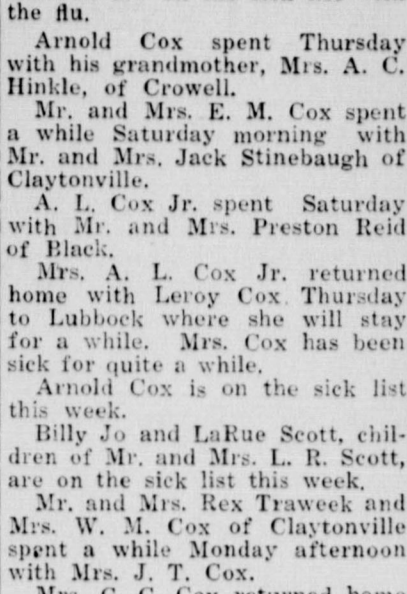 the flu.
Arnold Cox spent Thursday
with his grandmother, Mrs. A. C.
Hinkle, of Crowell.
Mr. and Mrs. E. M. Cox spent
a while Saturday morning with
Mr. and Mrs. Jack Stinebaugh of
Claytonville.
A. L. Cox Jr. spent Saturday
with Mr. and Mrs. Preston Reid
of Black.
Mrs. A. L. Cox Jr. returned
home with Leroy Cox Thursday
to Lubbock where she will stay
for a while. Mrs. Cox has been
sick for quite a while.
Arnold Cox is on the sick list
this week.
Billy Jo and LaRue Scott, chil-
dren of Mr. and Mrs. L. R. Scott,
are on the sick list this week.
Mr. and Mrs. Rex Traweek and
Mrs. W. M. Cox of Claytonville
spent a while Monday afternoon
with Mrs. J. T. Cox.
Mrs. C. C. Cox returned home